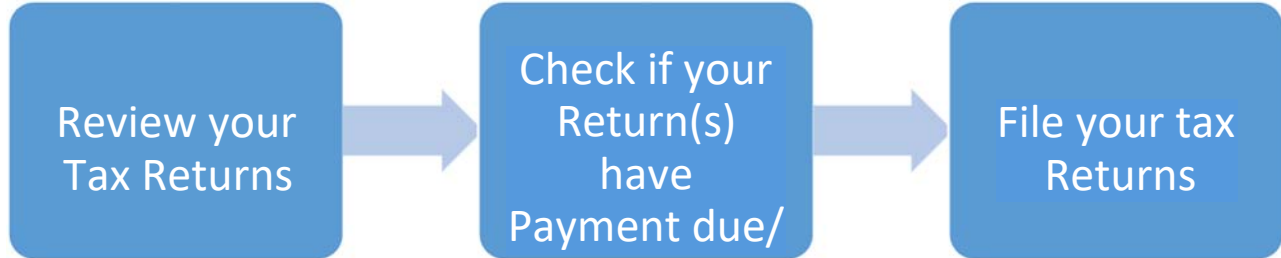 Review your
Tax Returns
Check if your
Return(s)
have
Payment due/
File your tax
Returns